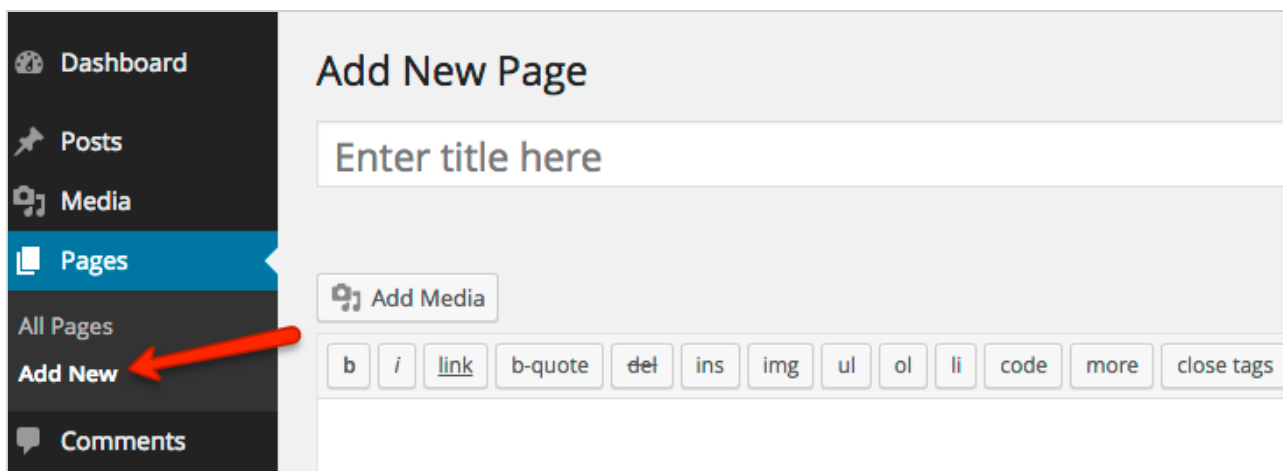 Dashboard
Posts
Media
Pages
All Pages
Add New
Comments
Add New Page
Enter title here
Add Media
b i link b-quote del ins img ul ol li code more close tags